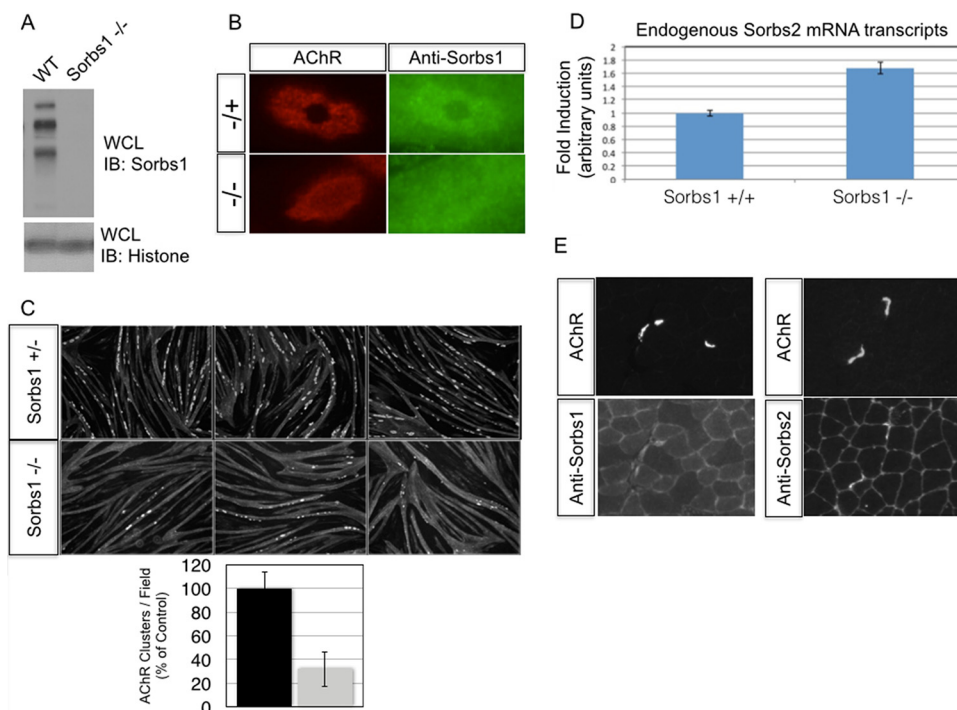 A
WT
Sorbs1 -/-
WCL
IB: Sorbs1
WCL
IB: Histone
B
AChR
Anti-Sorbs1
-/+
-/-
C
Sorbs1 +/-
Sorbs1 -/-
AChR Clusters / Field
(% of Control)
120
100
80
60
40
20
0
D
Endogenous Sorbs2 mRNA transcripts
Fold Induction
(arbitrary units)
2
1.8
1.6
1.4
1.2
1
0.8
0.6
0.4
0.2
0
Sorbs1 +/+
Sorbs1 -/-
E
AChR
AChR
Anti-Sorbs1
Anti-Sorbs2